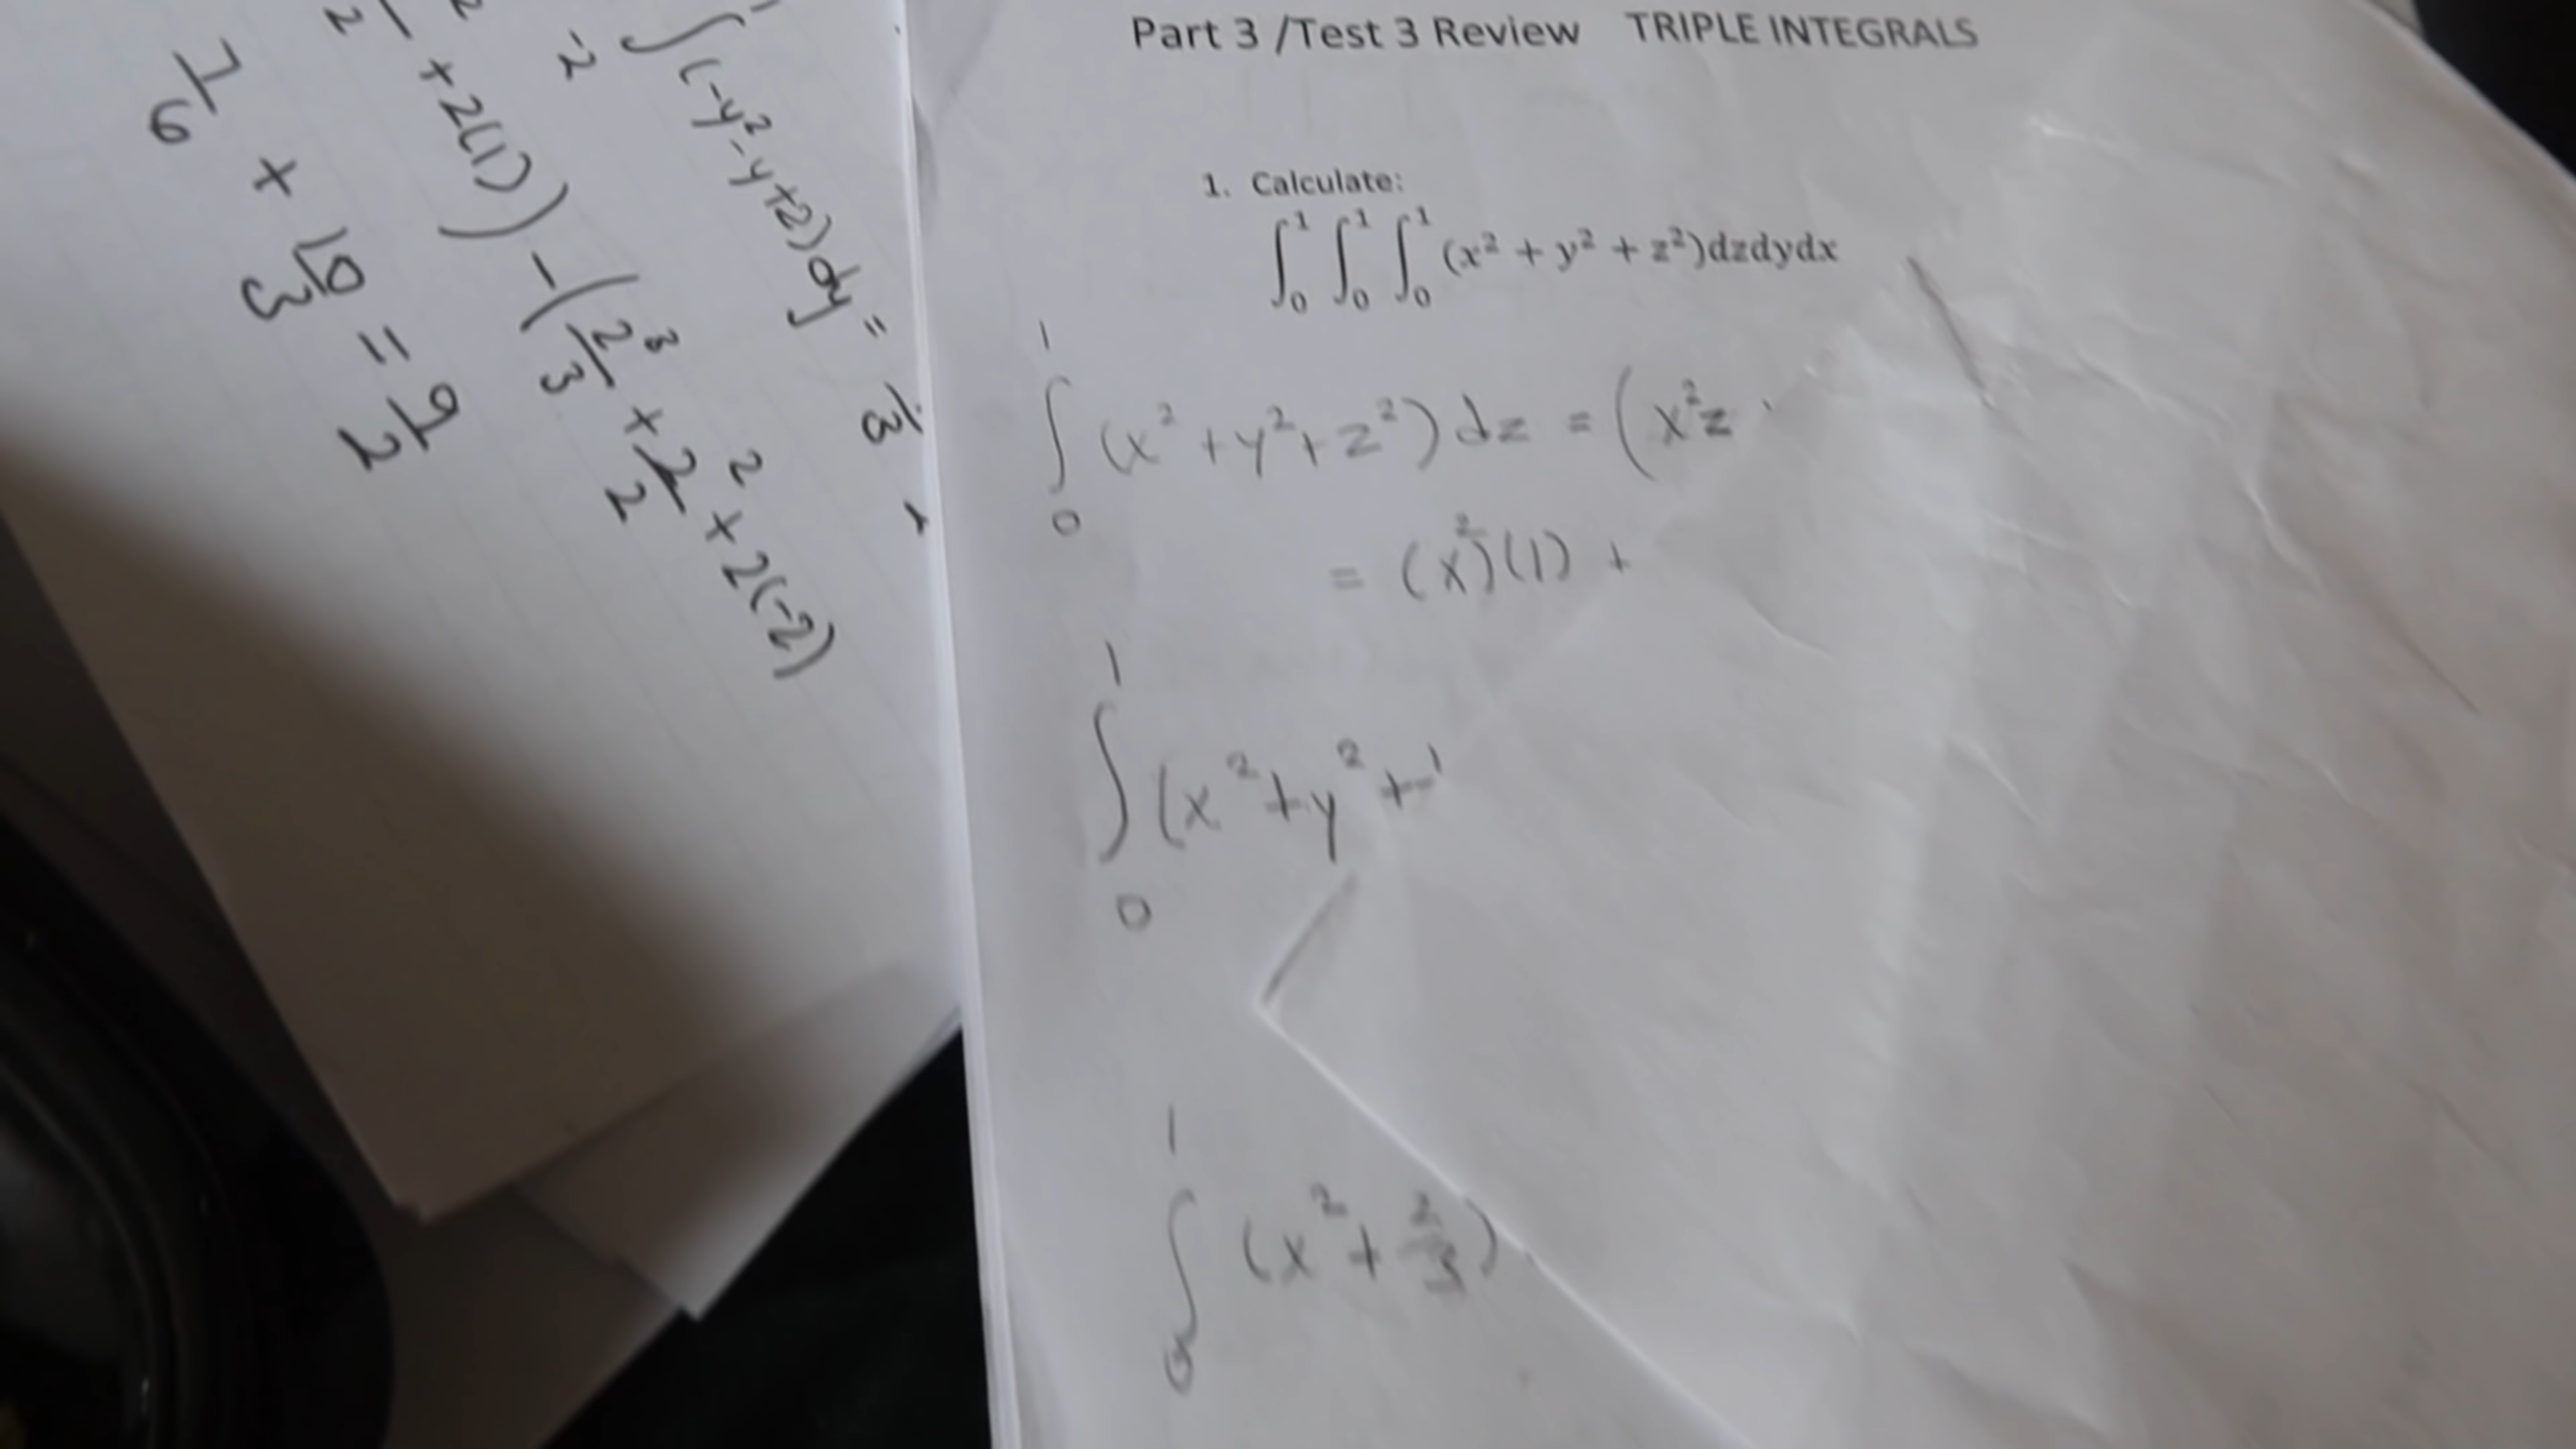 Part 3 /Test 3 Review TRIPLE INTEGRALS
1. Calculate:
∫₀¹ ∫₀¹ ∫₀¹ (x² + y² + z²)dzdydx
∫₀¹ (x² + y² + z²) dz = (x²z
= (x²)(1) +
∫₀¹ (x² + y² +
∫₀¹ (x² + 2/3)
∫₋₂¹ (-y² - y + 2) dy =
+ 2(1)) - (2³/3 + 2²/2 + 2(-2)
7/6 + 10/3 = 9/2